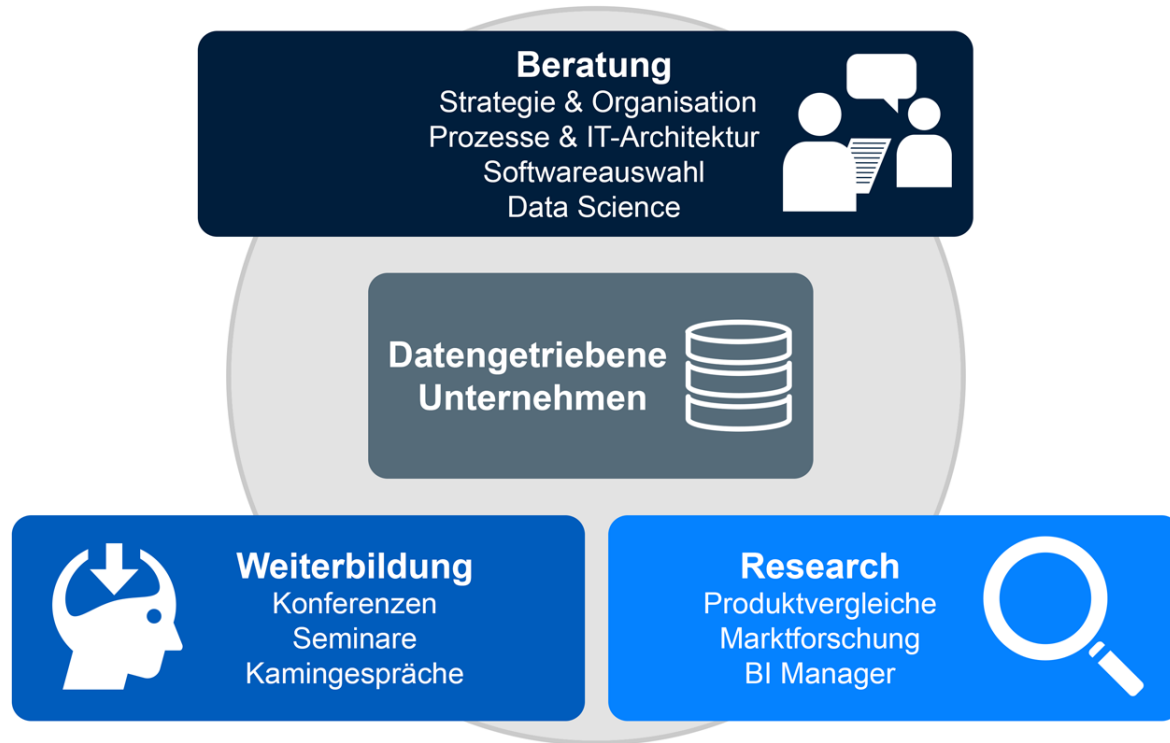 Beratung
Strategie & Organisation
Prozesse & IT-Architektur
Softwareauswahl
Data Science
Datengetriebene
Unternehmen
Weiterbildung
Konferenzen
Seminare
Kamingespräche
Research
Produktvergleiche
Marktforschung
BI Manager